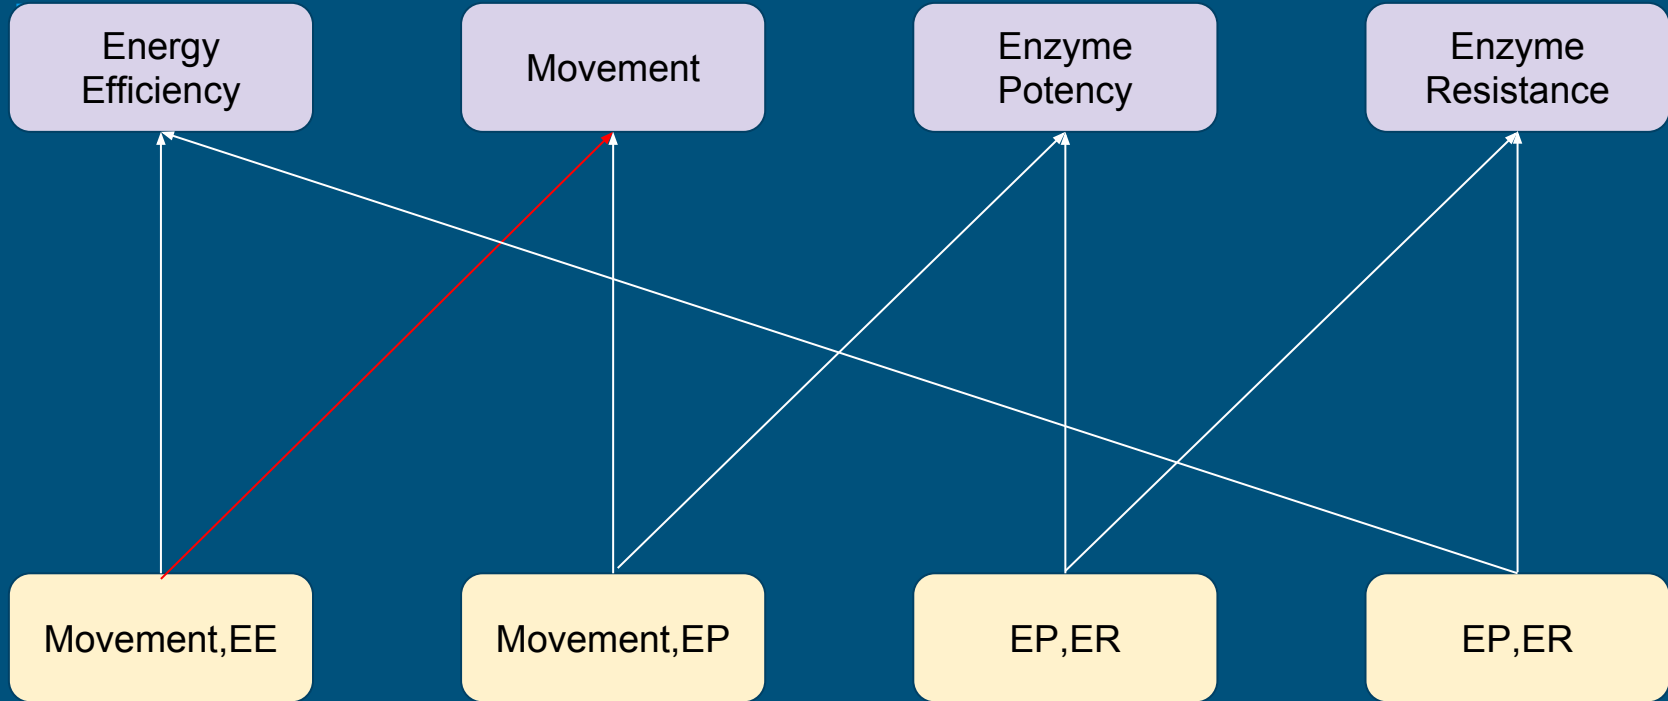 Energy
Efficiency
Movement
Enzyme
Potency
Enzyme
Resistance
Movement,EE
Movement,EP
EP,ER
EP,ER